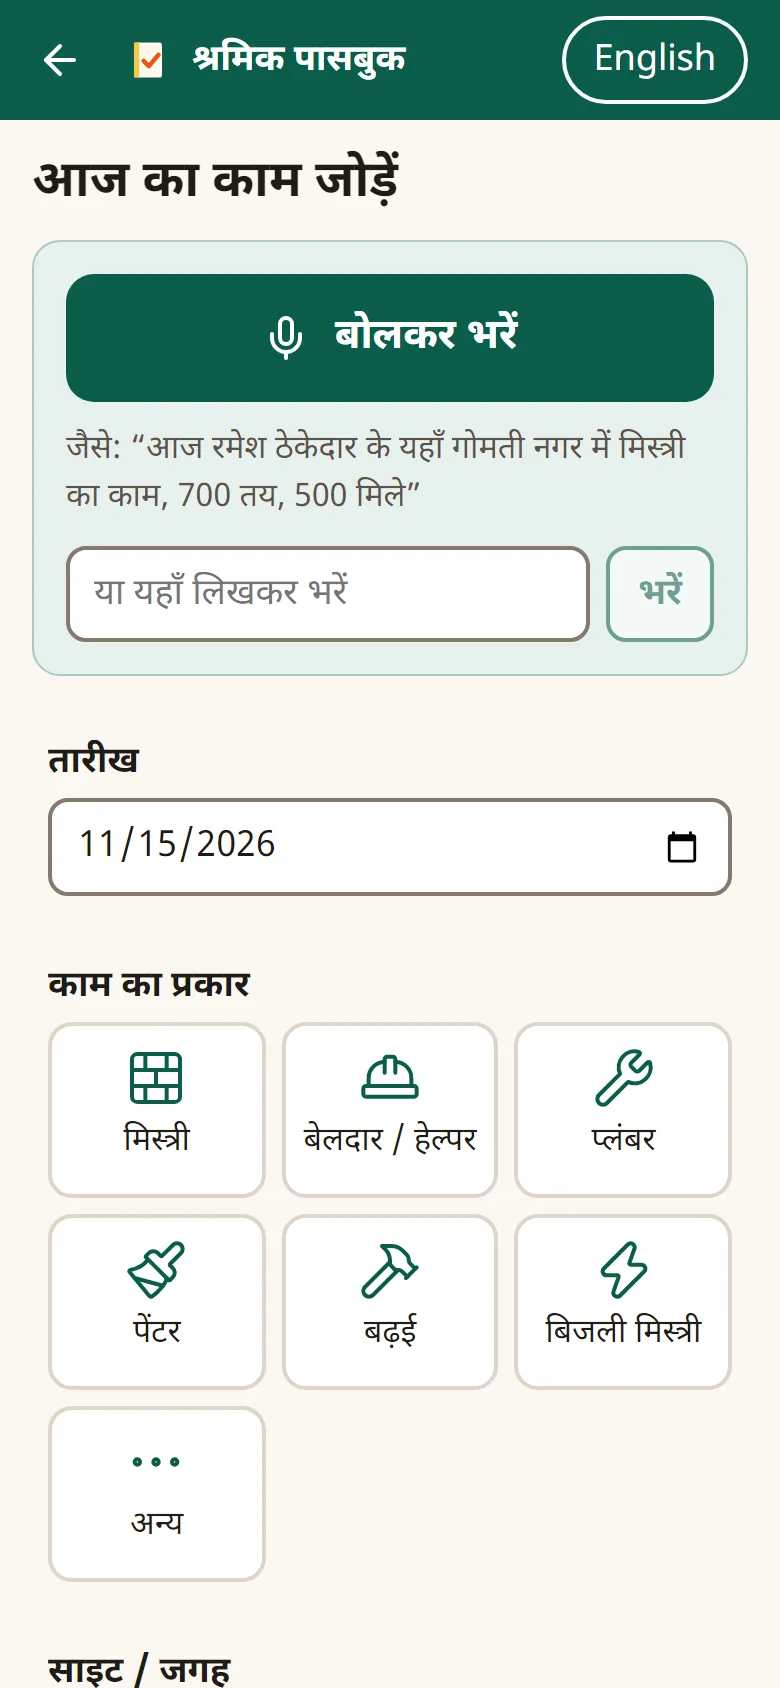 श्रमिक पासबुक
English
आज का काम जोड़ें
बोलकर भरें
जैसे: “आज रमेश ठेकेदार के यहाँ गोमती नगर में मिस्त्री
का काम, 700 तय, 500 मिले”
या यहाँ लिखकर भरें
भरें
तारीख
11/15/2026
काम का प्रकार
मिस्त्री
बेलदार / हेल्पर
प्लंबर
पेंटर
बढ़ई
बिजली मिस्त्री
अन्य
साइट / जगह